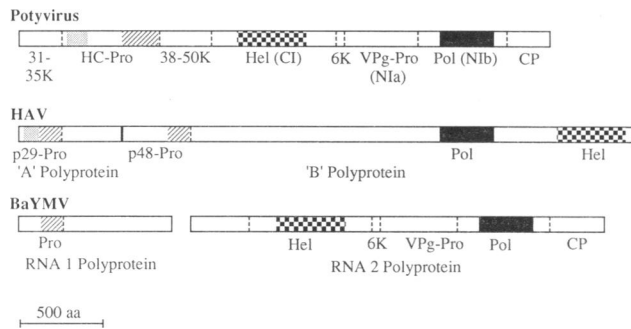 Potyvirus
31-35K HC-Pro 38-50K Hel (CI) 6K VPg-Pro (NIa) Pol (NIb) CP
HAV
p29-Pro p48-Pro Pol Hel
'A' Polyprotein 'B' Polyprotein
BaYMV
Pro Hel 6K VPg-Pro Pol CP
RNA 1 Polyprotein RNA 2 Polyprotein
500 aa